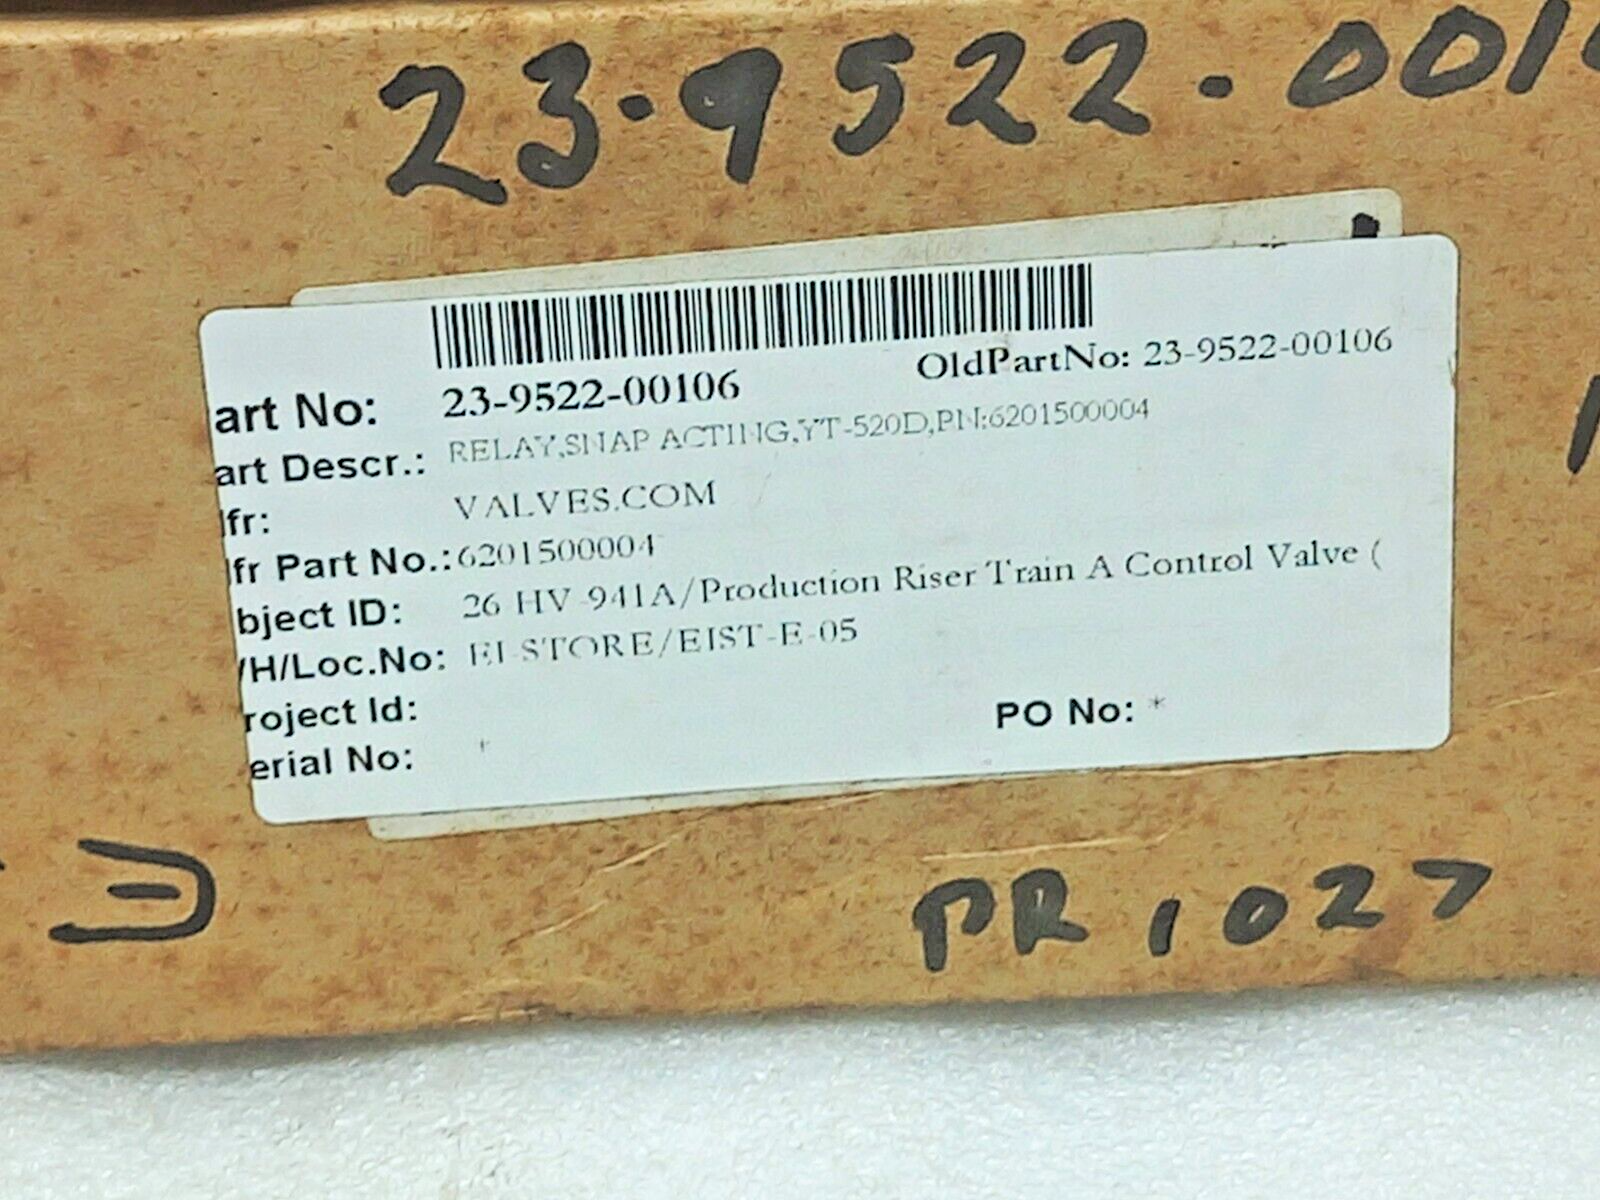 23-9522-001
art No: 23-9522-00106 OldPartNo: 23-9522-00106
art Descr.: RELAY,SNAP ACTING,YT-520D,PN:6201500004
fr: VALVES.COM
fr Part No.: 6201500004
bject ID: 26 HV-941A/Production Riser Train A Control Valve (
/H/Loc.No: EI-STORE/EIST-E-05
roject Id: PO No: *
erial No: *
PR 1027